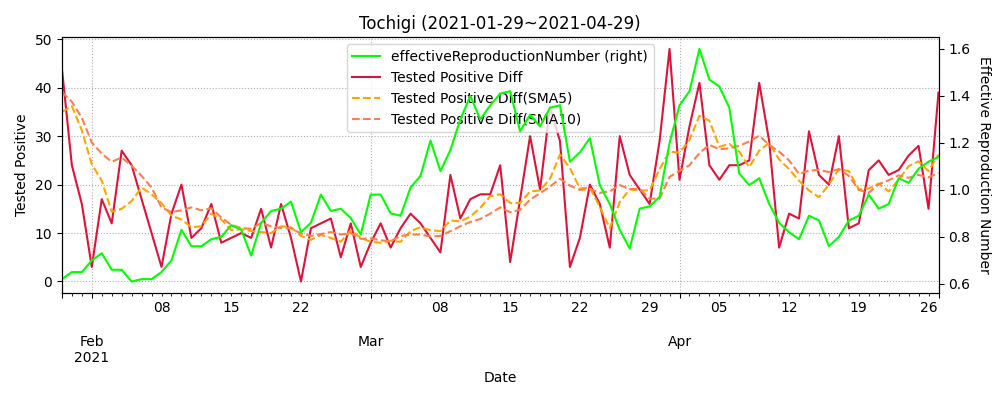 Tochigi (2021-01-29~2021-04-29)
effectiveReproductionNumber (right)
Tested Positive Diff
Tested Positive Diff(SMA5)
Tested Positive Diff(SMA10)
Tested Positive
50
40
30
20
10
0
1.6
1.4
1.2
1.0
0.8
0.6
Effective Reproduction Number
08
15
22
08
15
22
29
05
12
19
26
Feb
2021
Mar
Apr
Date